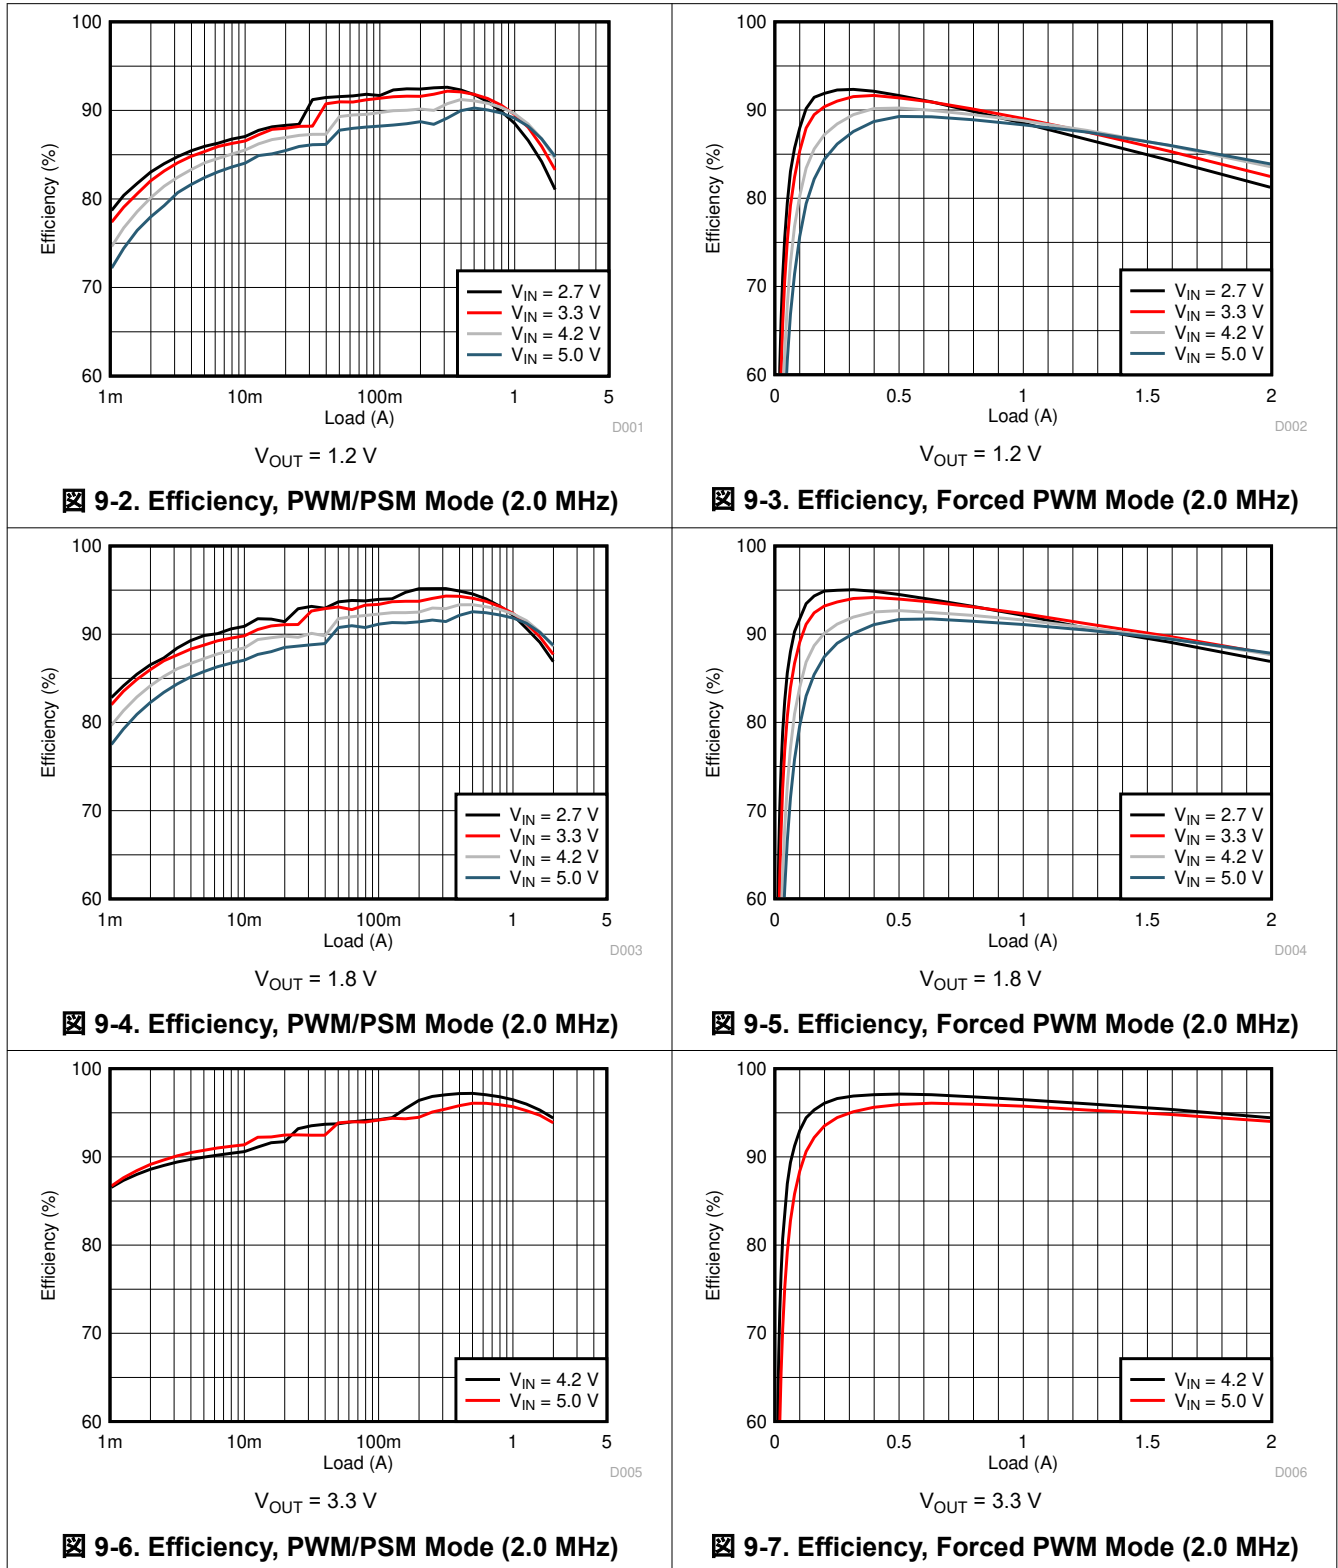 100
90
80
70
60
Efficiency (%)
1m 10m 100m 1 5
Load (A)
D001
VIN = 2.7 V
VIN = 3.3 V
VIN = 4.2 V
VIN = 5.0 V
VOUT = 1.2 V
図 9-2. Efficiency, PWM/PSM Mode (2.0 MHz)
100
90
80
70
60
Efficiency (%)
0 0.5 1 1.5 2
Load (A)
D002
VIN = 2.7 V
VIN = 3.3 V
VIN = 4.2 V
VIN = 5.0 V
VOUT = 1.2 V
図 9-3. Efficiency, Forced PWM Mode (2.0 MHz)
100
90
80
70
60
Efficiency (%)
1m 10m 100m 1 5
Load (A)
D003
VIN = 2.7 V
VIN = 3.3 V
VIN = 4.2 V
VIN = 5.0 V
VOUT = 1.8 V
図 9-4. Efficiency, PWM/PSM Mode (2.0 MHz)
100
90
80
70
60
Efficiency (%)
0 0.5 1 1.5 2
Load (A)
D004
VIN = 2.7 V
VIN = 3.3 V
VIN = 4.2 V
VIN = 5.0 V
VOUT = 1.8 V
図 9-5. Efficiency, Forced PWM Mode (2.0 MHz)
100
90
80
70
60
Efficiency (%)
1m 10m 100m 1 5
Load (A)
D005
VIN = 4.2 V
VIN = 5.0 V
VOUT = 3.3 V
図 9-6. Efficiency, PWM/PSM Mode (2.0 MHz)
100
90
80
70
60
Efficiency (%)
0 0.5 1 1.5 2
Load (A)
D006
VIN = 4.2 V
VIN = 5.0 V
VOUT = 3.3 V
図 9-7. Efficiency, Forced PWM Mode (2.0 MHz)